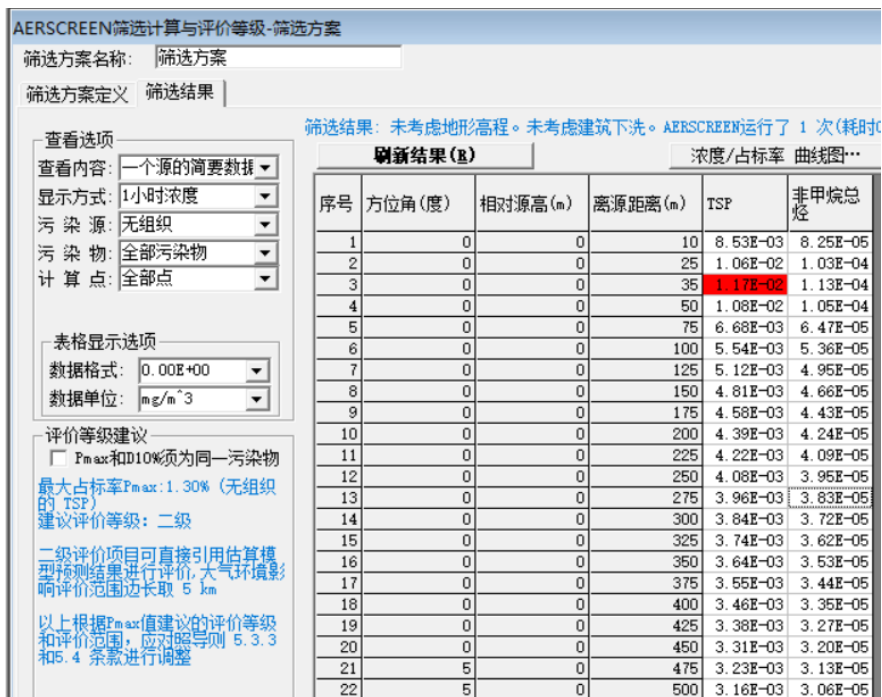 AERSCREEN筛选计算与评价等级-筛选方案
筛选方案名称: 筛选方案
筛选方案定义 筛选结果
筛选结果: 未考虑地形高程。未考虑建筑下洗。AERSCREEN运行了 1 次(耗时
查看选项
查看内容: 一个源的简要数据
显示方式: 1小时浓度
污 染 源: 无组织
污 染 物: 全部污染物
计 算 点: 全部点
表格显示选项
数据格式: 0.00E+00
数据单位: mg/m^3
评价等级建议
Pmax和D10%须为同一污染物
最大占标率Pmax:1.30% (无组织
的 TSP)
建议评价等级: 二级
二级评价项目可直接引用估算模
型预测结果进行评价,大气环境影
响评价范围边长取 5 km
以上根据Pmax值建议的评价等级
和评价范围, 应对照导则 5.3.3
和5.4 条款进行调整
刷新结果(R) 浓度/占标率 曲线图…
序号 方位角(度) 相对源高(m) 离源距离(m) TSP 非甲烷总烃
1 0 0 10 8.53E-03 8.25E-05
2 0 0 25 1.06E-02 1.03E-04
3 0 0 35 1.17E-02 1.13E-04
4 0 0 50 1.08E-02 1.05E-04
5 0 0 75 6.68E-03 6.47E-05
6 0 0 100 5.54E-03 5.36E-05
7 0 0 125 5.12E-03 4.95E-05
8 0 0 150 4.81E-03 4.66E-05
9 0 0 175 4.58E-03 4.43E-05
10 0 0 200 4.39E-03 4.24E-05
11 0 0 225 4.22E-03 4.09E-05
12 0 0 250 4.08E-03 3.95E-05
13 0 0 275 3.96E-03 3.83E-05
14 0 0 300 3.84E-03 3.72E-05
15 0 0 325 3.74E-03 3.62E-05
16 0 0 350 3.64E-03 3.53E-05
17 0 0 375 3.55E-03 3.44E-05
18 0 0 400 3.46E-03 3.35E-05
19 0 0 425 3.38E-03 3.27E-05
20 0 0 450 3.31E-03 3.20E-05
21 5 0 475 3.23E-03 3.13E-05
22 5 0 500 3.16E-03 3.06E-05